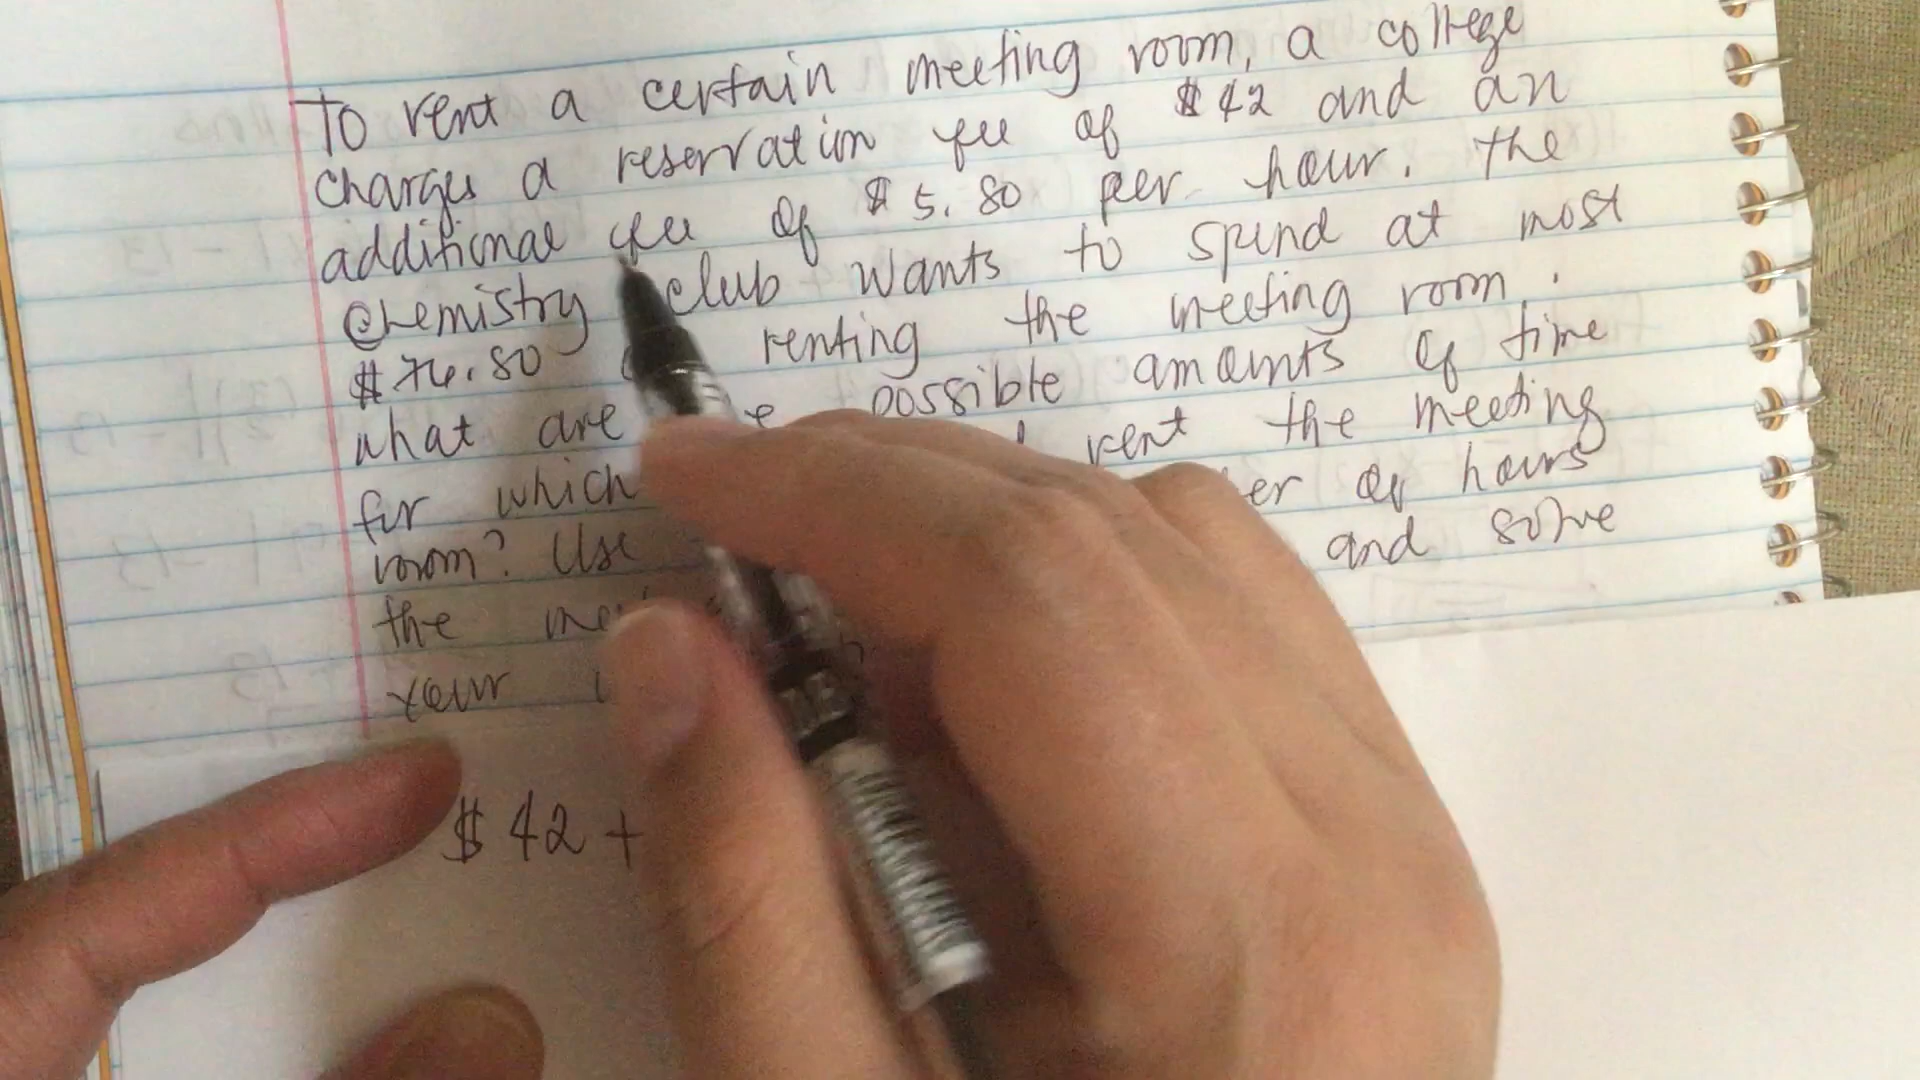 To rent a certain meeting room, a college
charges a reservation fee of $42 and an
additional fee of $5.80 per hour. The
Chemistry club wants to spend at most
$76.80 renting the meeting room.
what are possible amounts of time
for which rent the meeting
room? Use of hours
the and solve
your
$42 +